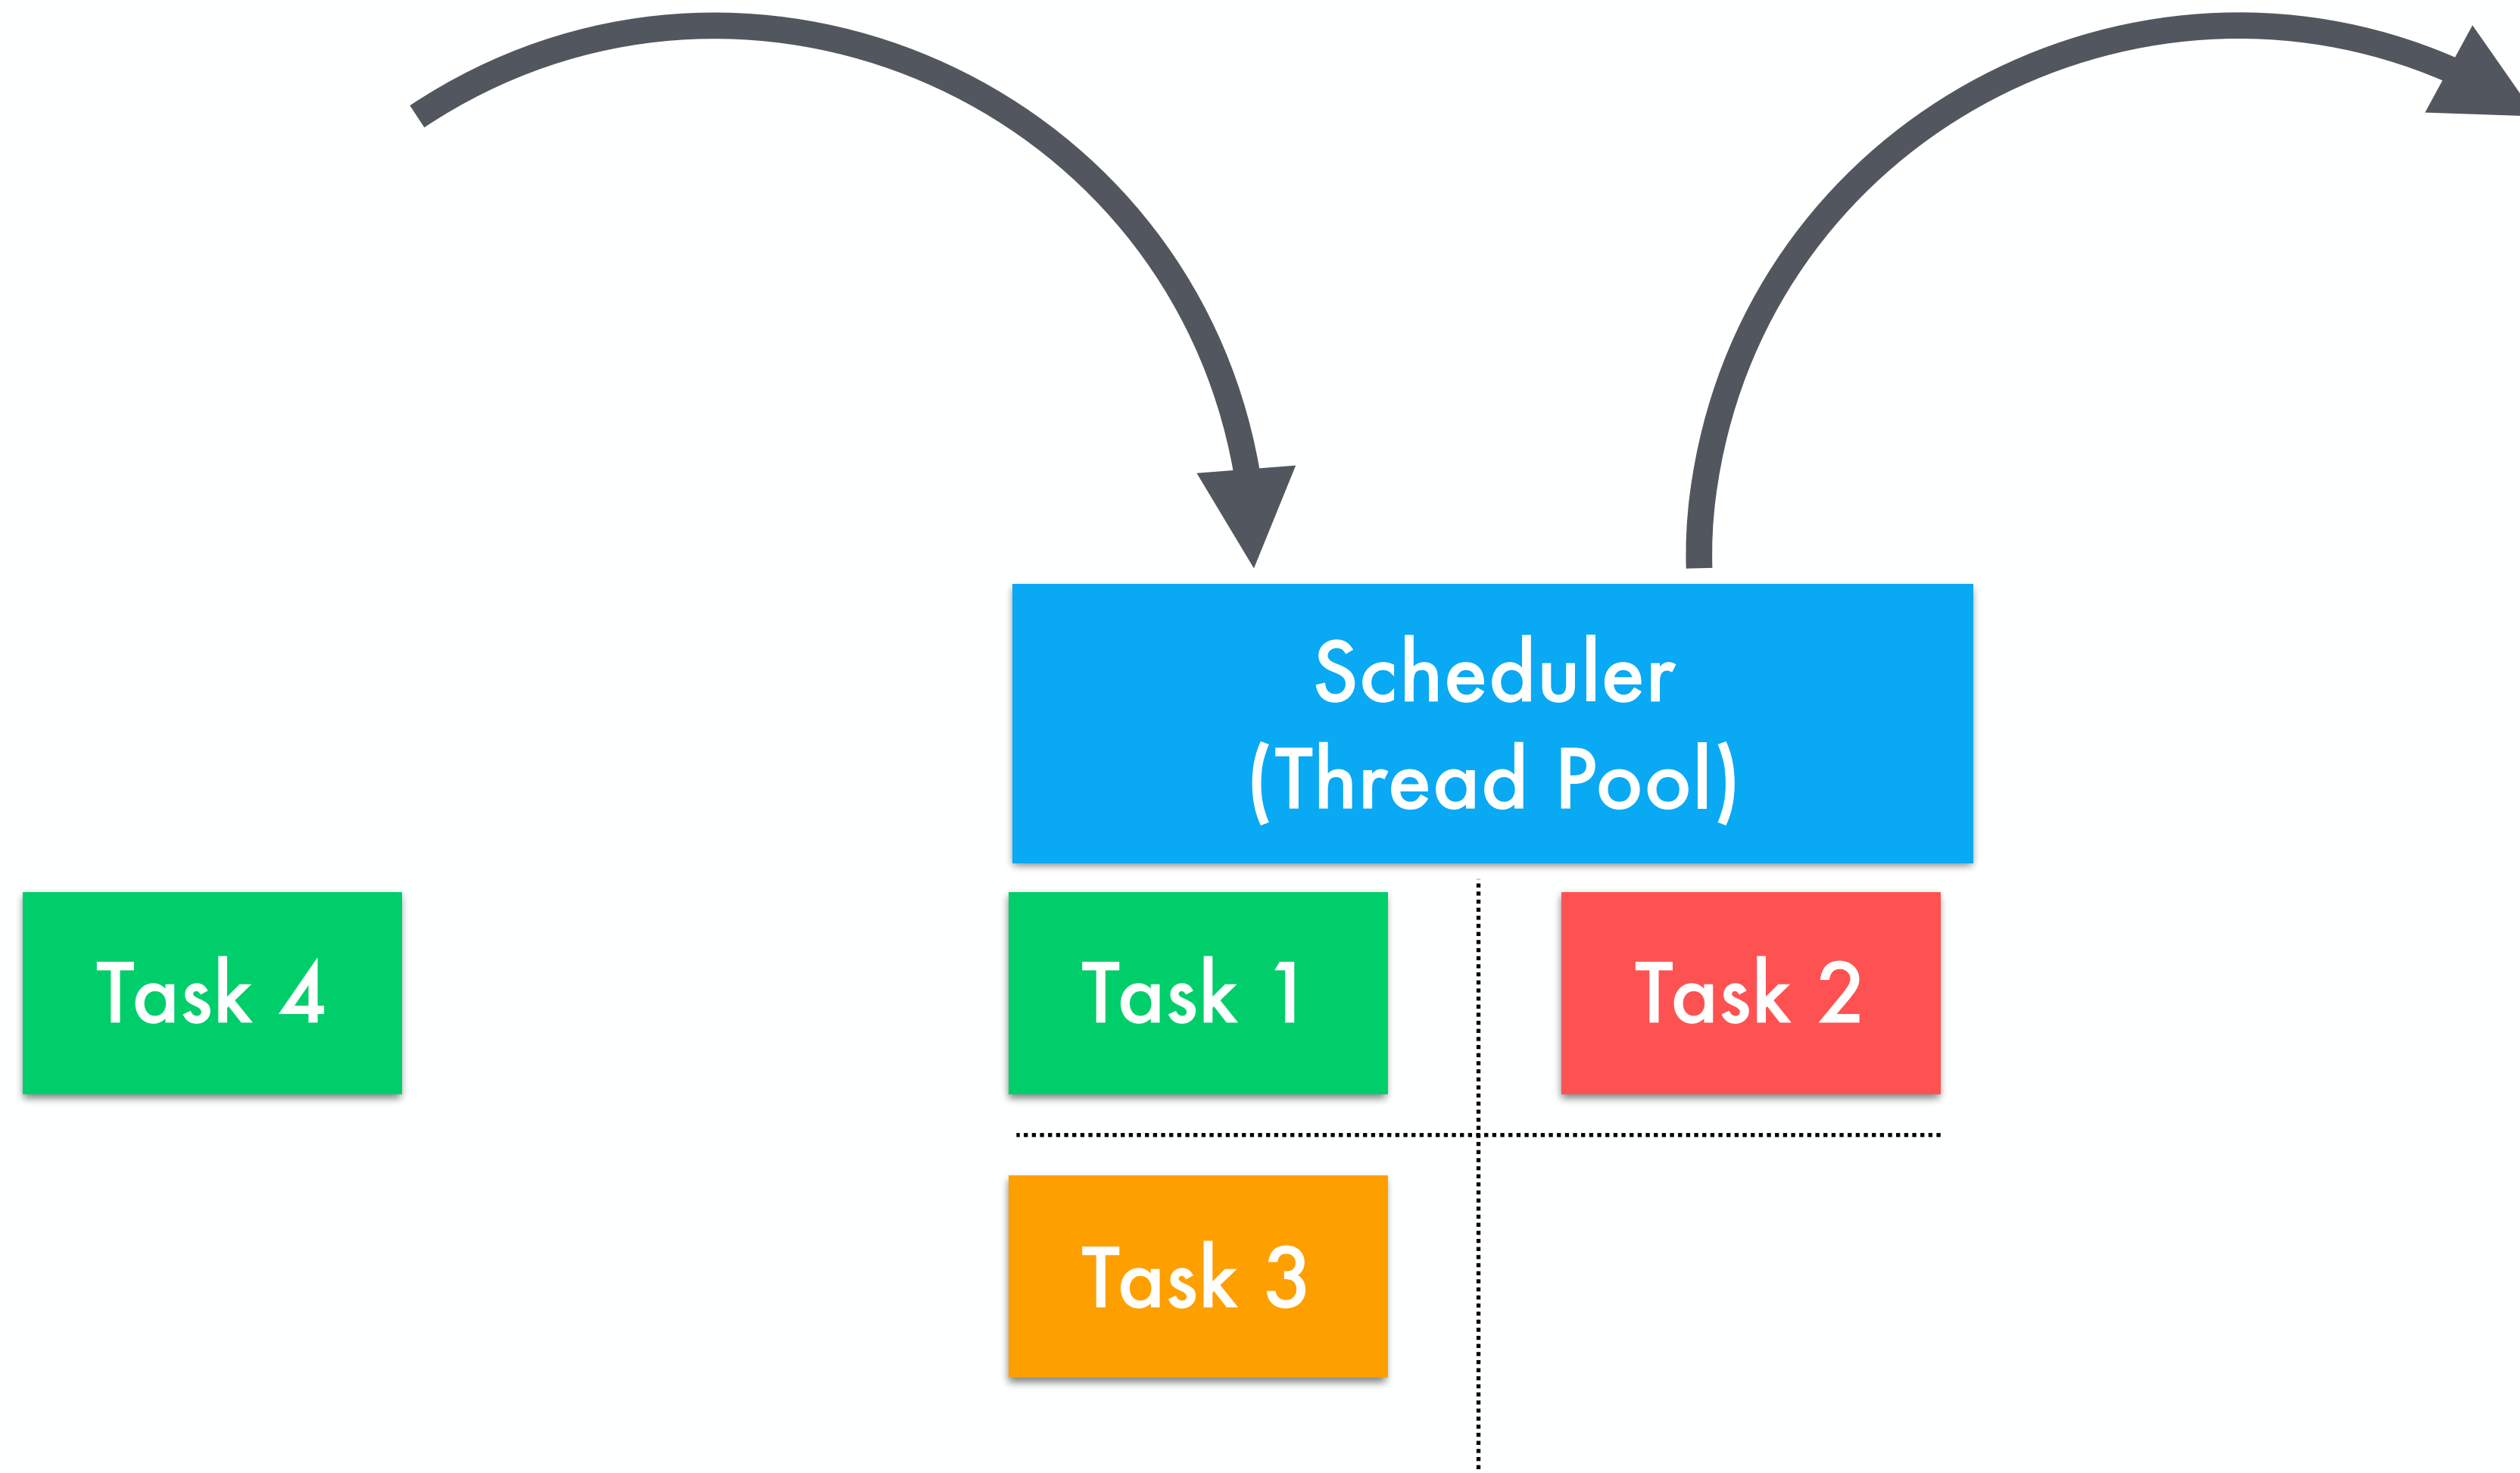 Scheduler
(Thread Pool)
Task 4
Task 1
Task 2
Task 3